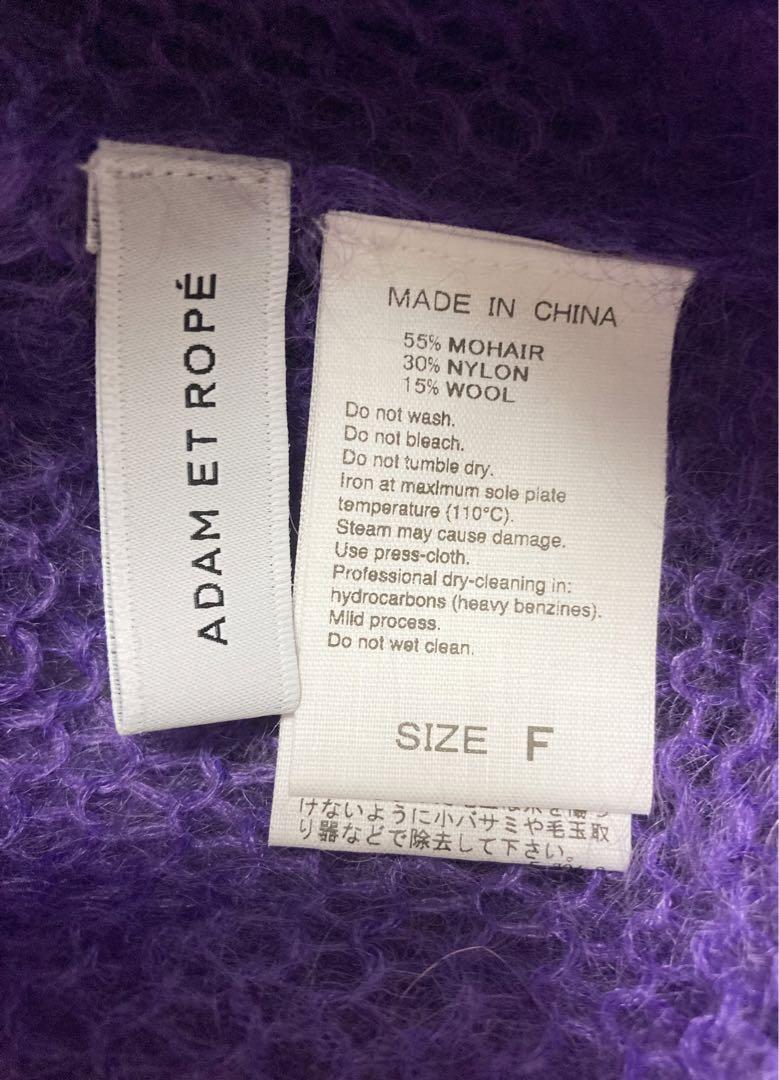 ADAM ET ROPÉ
MADE IN CHINA
55% MOHAIR
30% NYLON
15% WOOL
Do not wash.
Do not bleach.
Do not tumble dry.
Iron at maximum sole plate
temperature (110°C).
Steam may cause damage.
Use press-cloth.
Professional dry-cleaning in:
hydrocarbons (heavy benzines).
Mild process.
Do not wet clean.
SIZE F
けないように小バサミや毛玉取
り器などで除去して下さい。